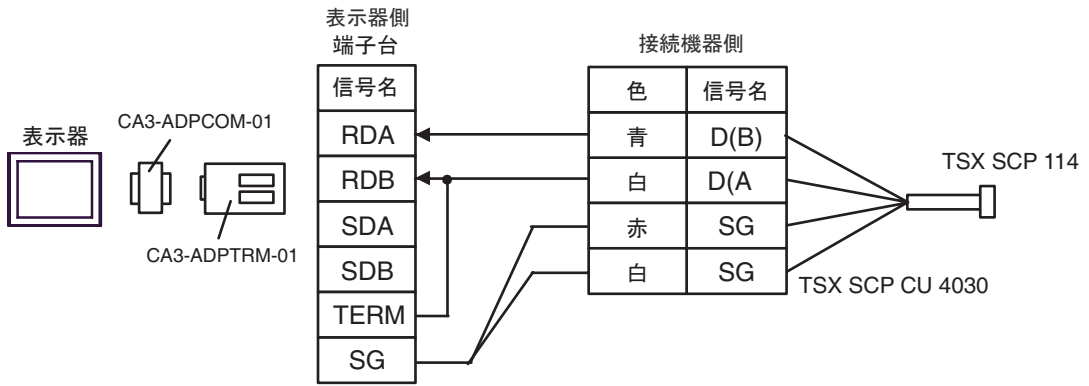 表示器側
端子台
接続機器側
信号名
色
信号名
CA3-ADPCOM-01
表示器
RDA
青
D(B)
TSX SCP 114
RDB
白
D(A
SDA
赤
SG
CA3-ADPTRM-01
SDB
白
SG
TSX SCP CU 4030
TERM
SG